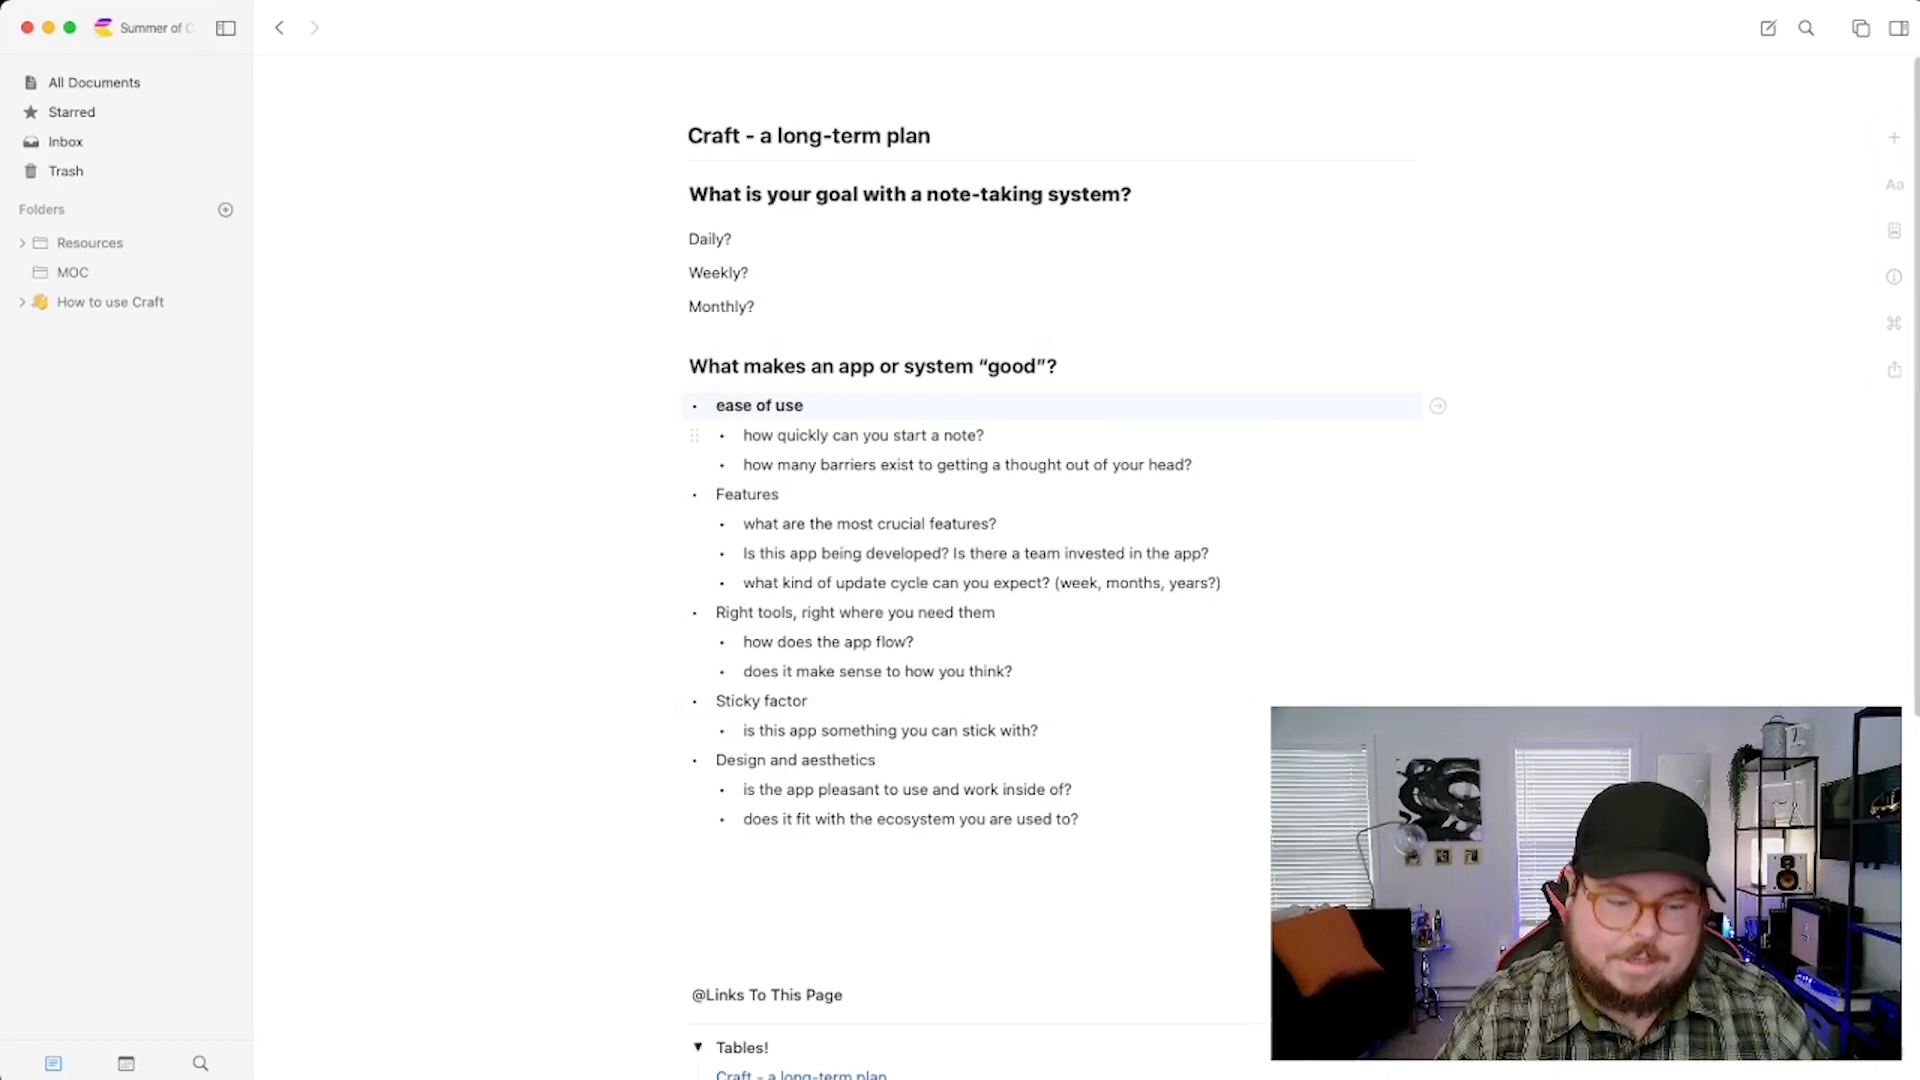 Summer of C
All Documents
Starred
Inbox
Trash
Folders
Resources
MOC
How to use Craft
Craft - a long-term plan
What is your goal with a note-taking system?
Daily?
Weekly?
Monthly?
What makes an app or system “good”?
• ease of use
• how quickly can you start a note?
• how many barriers exist to getting a thought out of your head?
• Features
• what are the most crucial features?
• Is this app being developed? Is there a team invested in the app?
• what kind of update cycle can you expect? (week, months, years?)
• Right tools, right where you need them
• how does the app flow?
• does it make sense to how you think?
• Sticky factor
• is this app something you can stick with?
• Design and aesthetics
• is the app pleasant to use and work inside of?
• does it fit with the ecosystem you are used to?
@Links To This Page
Tables!
Craft - a long-term plan
Aa